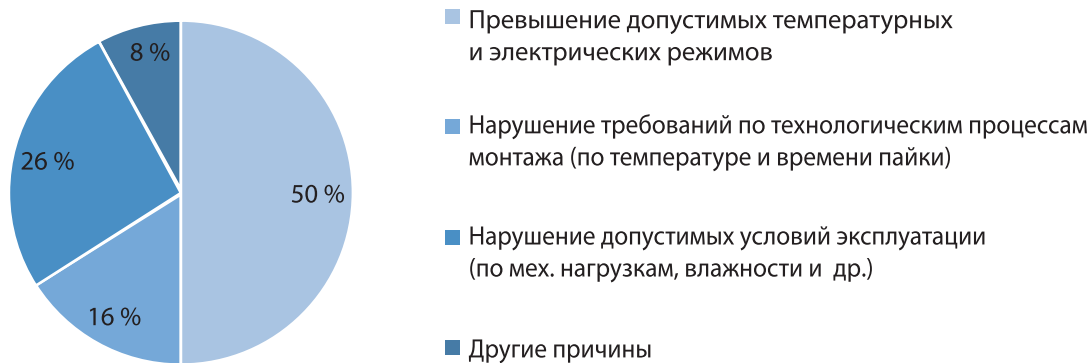 8 %
26 %
50 %
16 %
Превышение допустимых температурных
и электрических режимов
Нарушение требований по технологическим процессам
монтажа (по температуре и времени пайки)
Нарушение допустимых условий эксплуатации
(по мех. нагрузкам, влажности и др.)
Другие причины